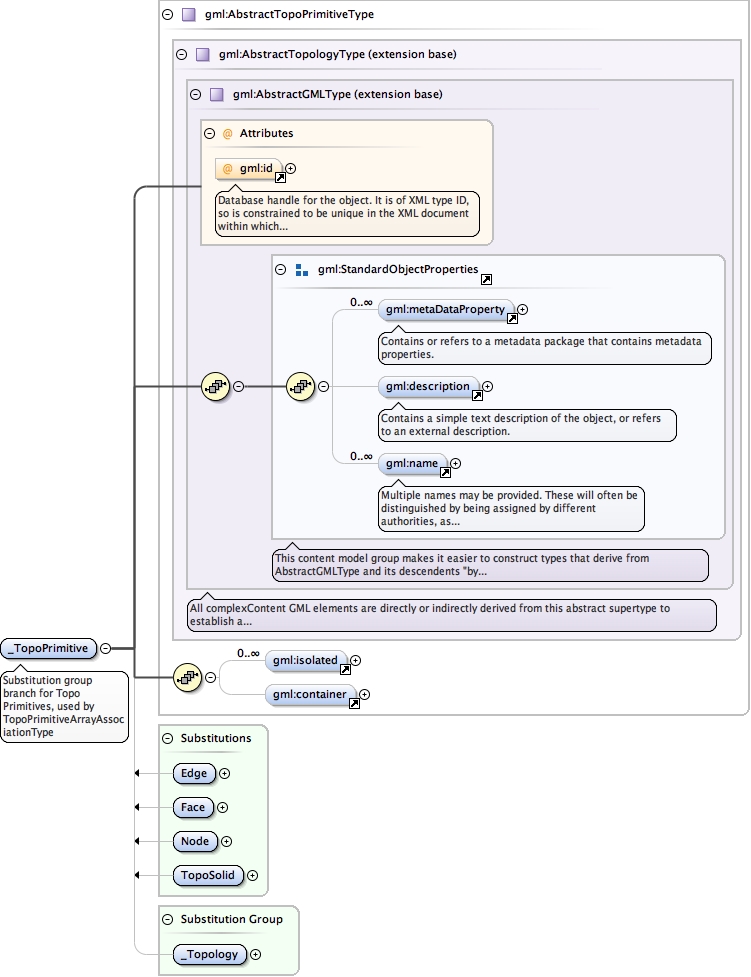 gml:AbstractTopoPrimitiveType
gml:AbstractTopologyType (extension base)
gml:AbstractGMLType (extension base)
@ Attributes
@ gml:id
Database handle for the object. It is of XML type ID,
so is constrained to be unique in the XML document
within which...
gml:StandardObjectProperties
0..∞
gml:metaDataProperty
Contains or refers to a metadata package that contains metadata
properties.
gml:description
Contains a simple text description of the object, or refers
to an external description.
0..∞
gml:name
Multiple names may be provided. These will often be
distinguished by being assigned by different
authorities, as...
This content model group makes it easier to construct types that derive from
AbstractGMLType and its descendents "by...
All complexContent GML elements are directly or indirectly derived from this abstract supertype to
establish a...
_TopoPrimitive
Substitution group
branch for Topo
Primitives, used by
TopoPrimitiveArrayAssoc
iationType
0..∞
gml:isolated
gml:container
Substitutions
Edge
Face
Node
TopoSolid
Substitution Group
_Topology